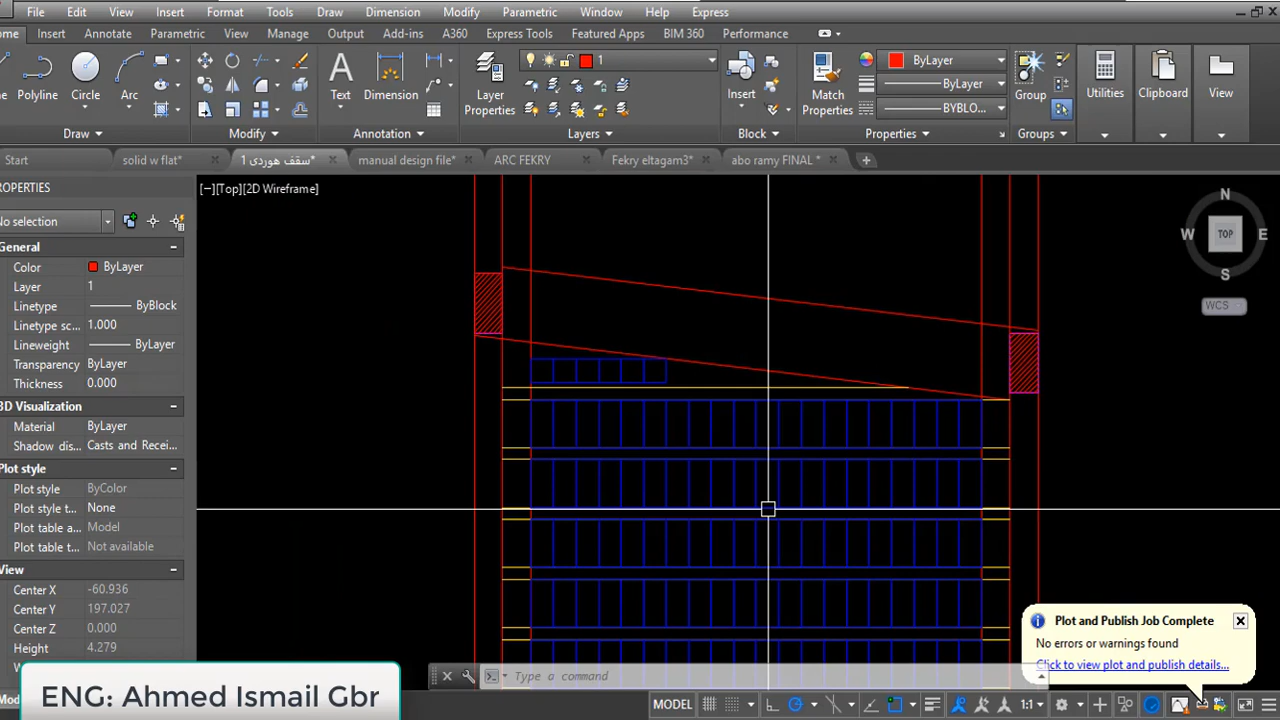 File Edit View Insert Format Tools Draw Dimension Modify Parametric Window Help Express
ome Insert Annotate Parametric View Manage Output Add-ins A360 Express Tools Featured Apps BIM 360 Performance
1 ByLayer
ByLayer
ByBLO...
Polyline Circle Arc Text Dimension Layer Properties Insert Match Properties Group Utilities Clipboard View
Draw Modify Annotation Layers Block Properties Groups
Start solid w flat* سقف هوردى 1* manual design file* ARC FEKRY Fekry eltagam3* abo ramy FINAL *
ROPERTIES
[−][Top][2D Wireframe]
No selection
General
Color ByLayer
Layer 1
Linetype ByBlock
Linetype sc... 1.000
Lineweight ByLayer
Transparency ByLayer
Thickness 0.000
3D Visualization
Material ByLayer
Shadow dis... Casts and Recei...
Plot style
Plot style ByColor
Plot style t... None
Plot table a... Model
Plot table t... Not available
View
Center X -60.936
Center Y 197.027
Center Z 0.000
Height 4.279
N
W TOP E
S
WCS
Plot and Publish Job Complete
No errors or warnings found
Click to view plot and publish details...
Type a command
ENG: Ahmed Ismail Gbr
MODEL 1:1